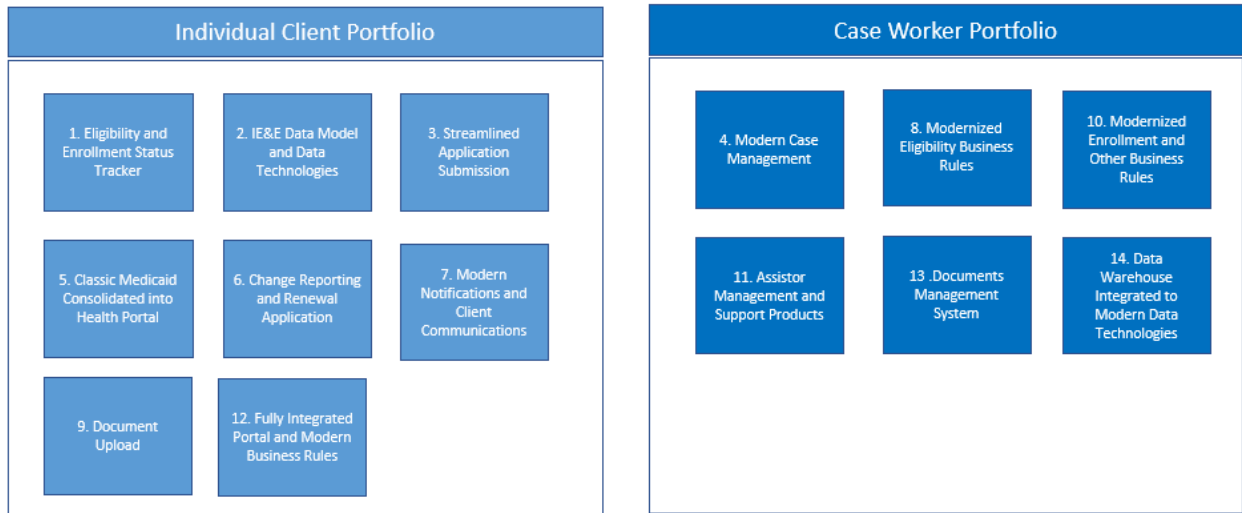 Individual Client Portfolio
1. Eligibility and
Enrollment Status
Tracker
2. IE&E Data Model
and Data
Technologies
3. Streamlined
Application
Submission
5. Classic Medicaid
Consolidated into
Health Portal
6. Change Reporting
and Renewal
Application
7. Modern
Notifications and
Client
Communications
9. Document
Upload
12. Fully Integrated
Portal and Modern
Business Rules
Case Worker Portfolio
4. Modern Case
Management
8. Modernized
Eligibility Business
Rules
10. Modernized
Enrollment and
Other Business
Rules
11. Assistor
Management and
Support Products
13 .Documents
Management
System
14. Data
Warehouse
Integrated to
Modern Data
Technologies